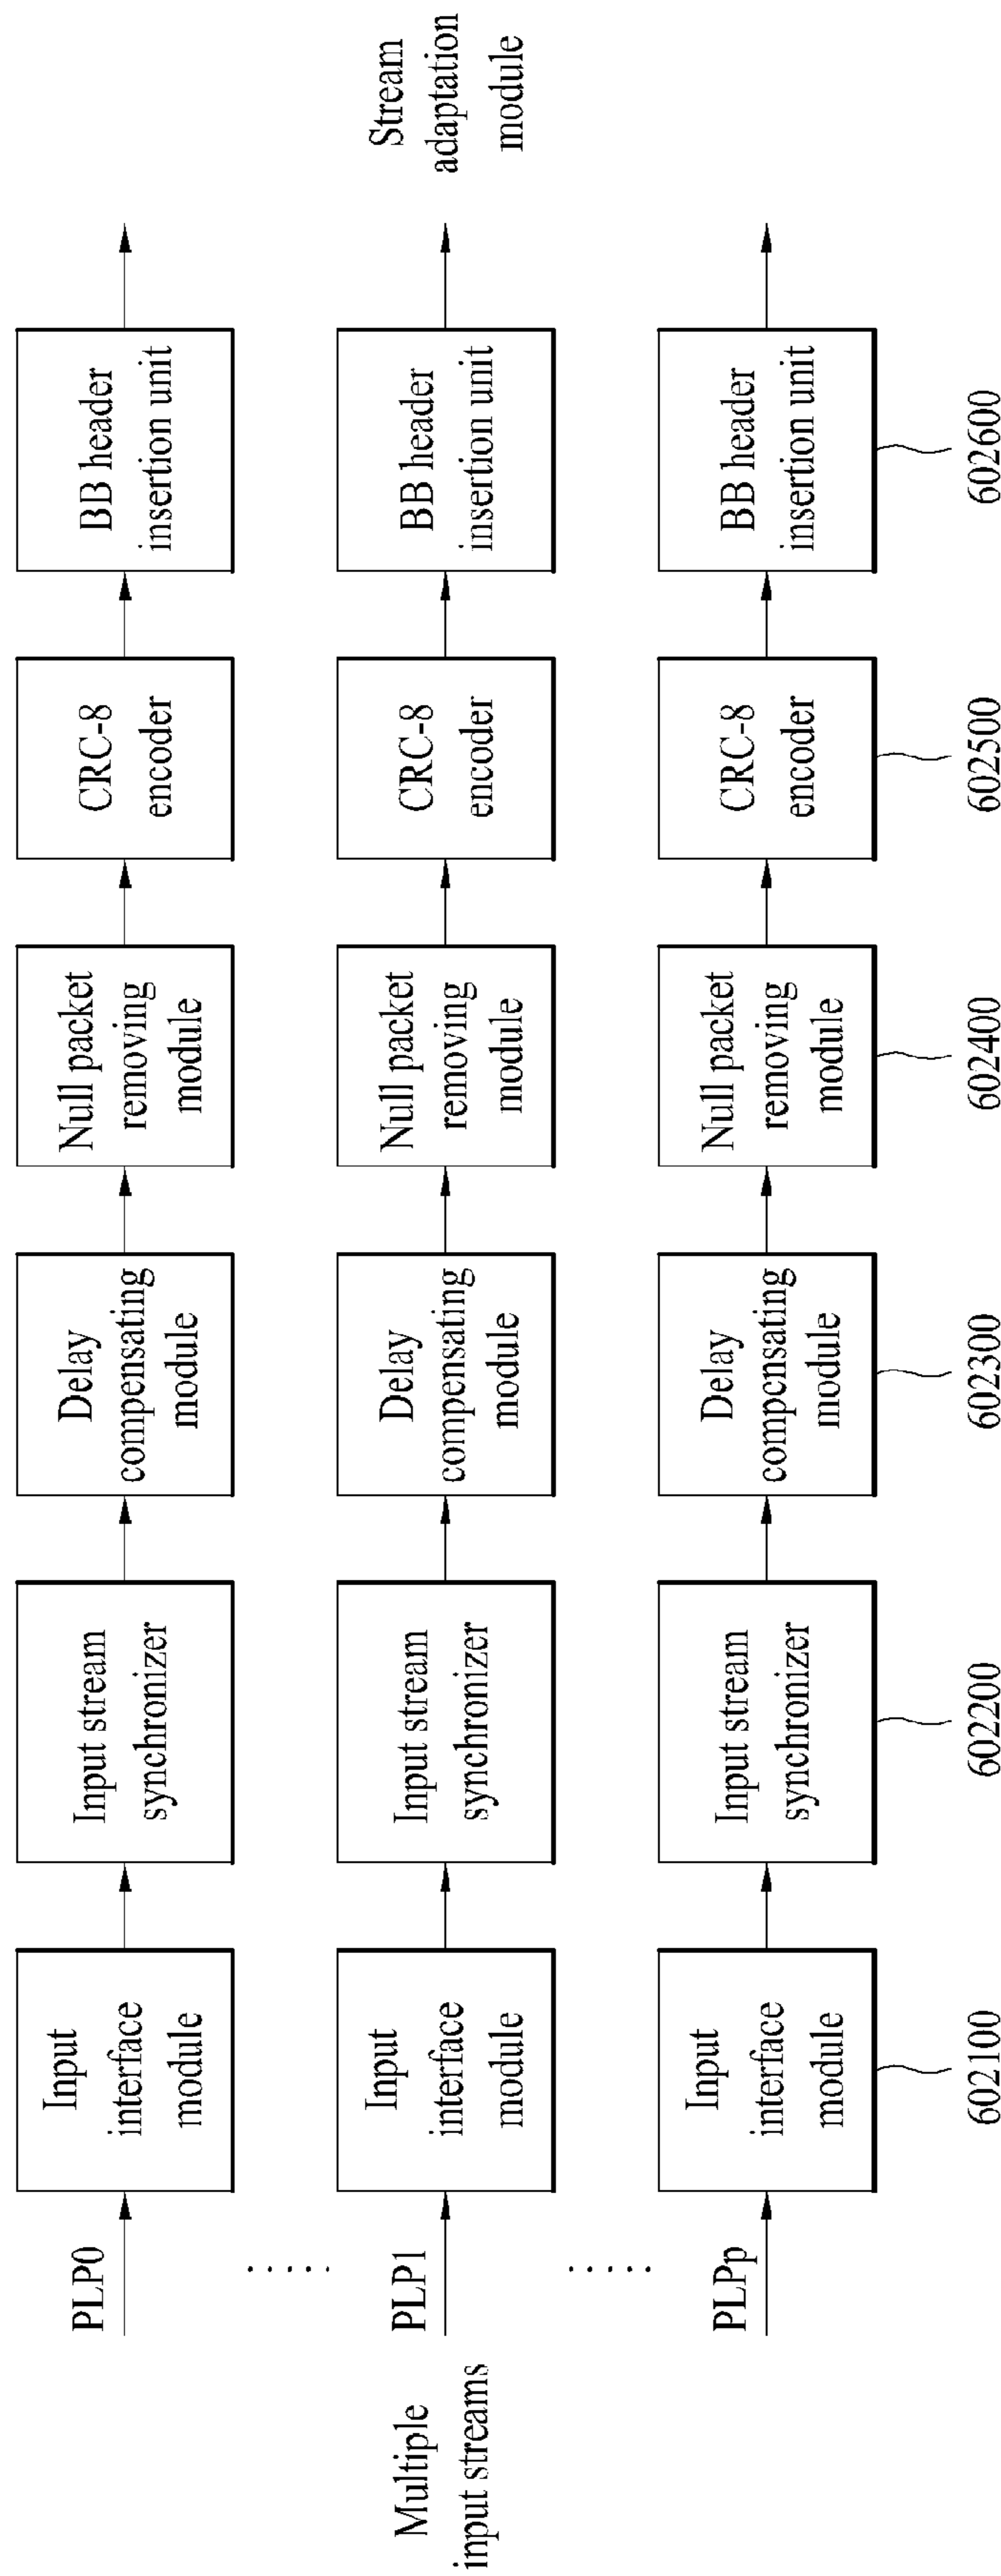 Multiple
input streams
PLP0
Input
interface
module
Input stream
synchronizer
Delay
compensating
module
Null packet
removing
module
CRC-8
encoder
BB header
insertion unit
.....
PLP1
Input
interface
module
Input stream
synchronizer
Delay
compensating
module
Null packet
removing
module
CRC-8
encoder
BB header
insertion unit
Stream
adaptation
module
.....
PLPp
Input
interface
module
Input stream
synchronizer
Delay
compensating
module
Null packet
removing
module
CRC-8
encoder
BB header
insertion unit
602100
602200
602300
602400
602500
602600